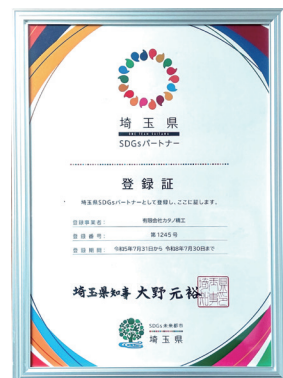 埼玉県
SDGsパートナー
登録証
埼玉県SDGsパートナーとして登録し、ここに証します。
登録事業者： 有限会社カタノ精工
登録番号： 第1245号
登録期間： 令和5年7月31日から 令和8年7月30日まで
埼玉県知事 大野元裕
SDGs未来都市
埼玉県